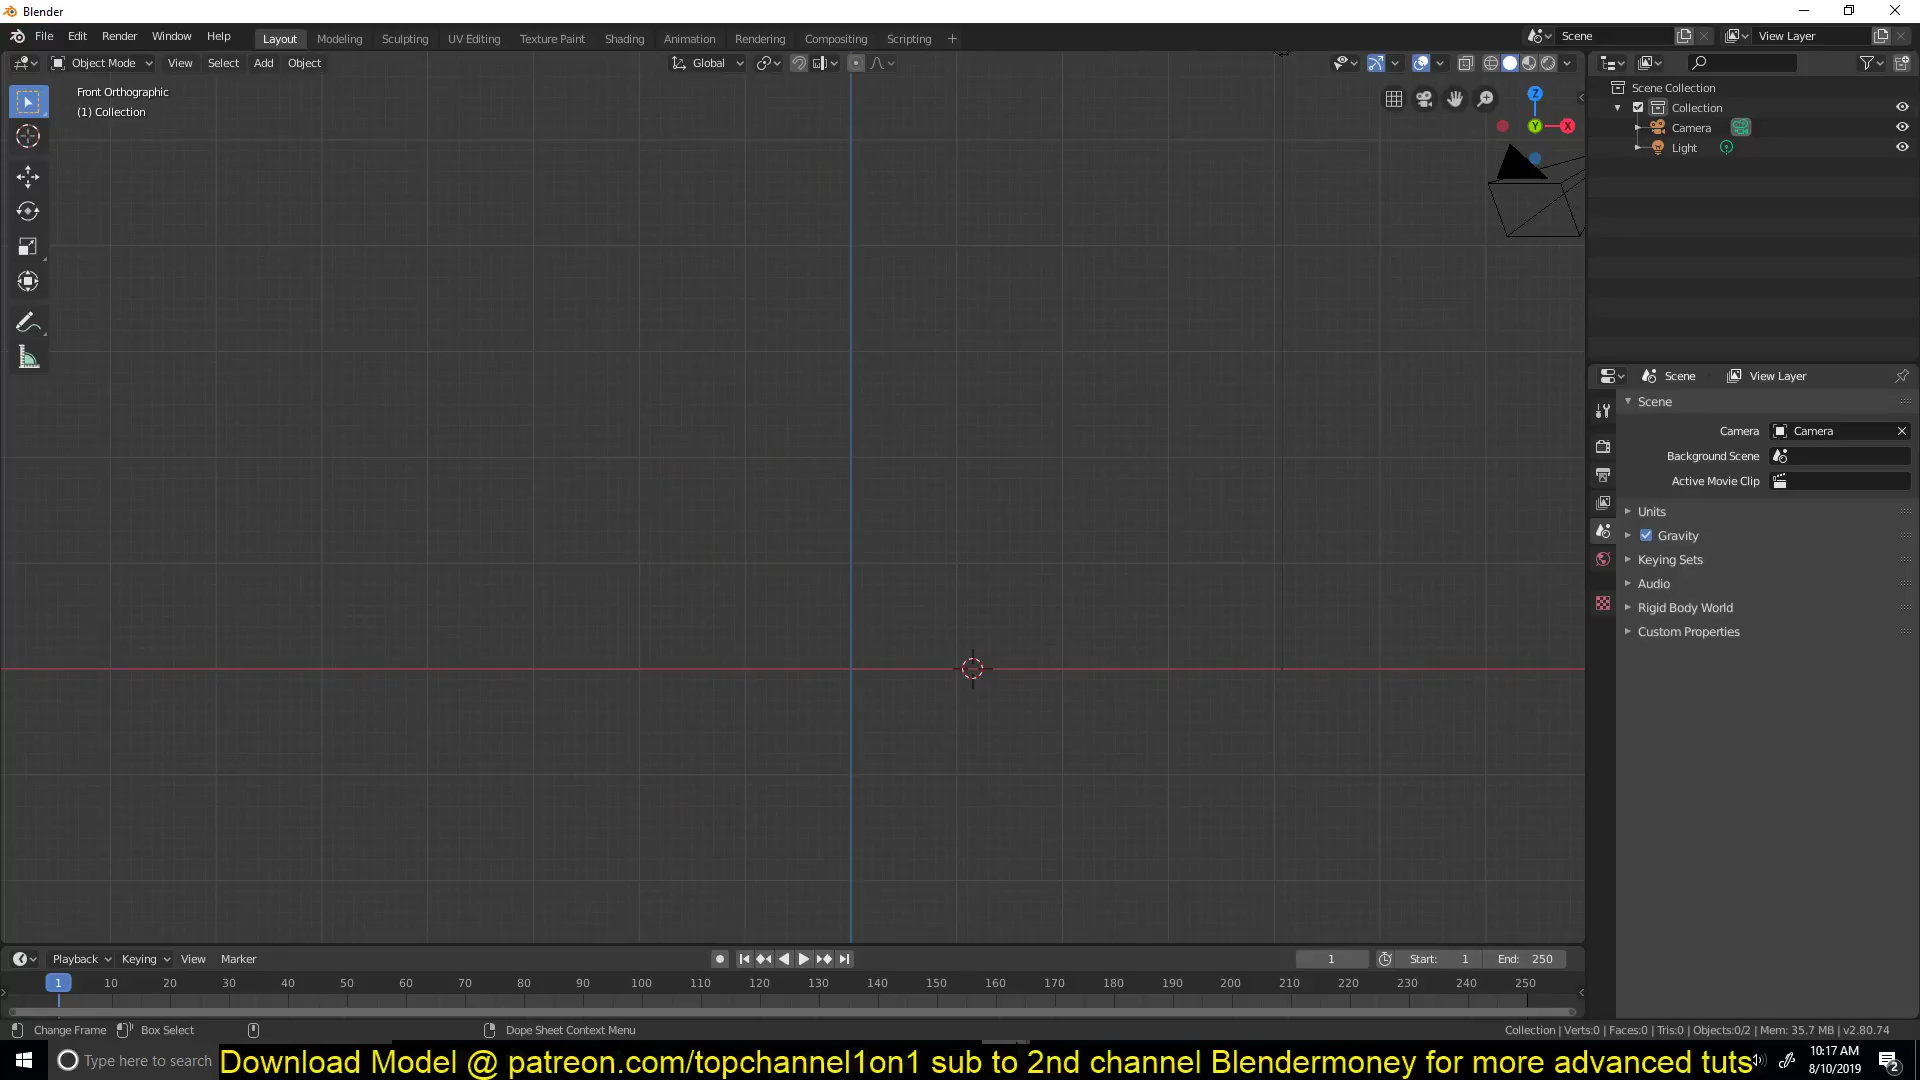 Blender
File Edit Render Window Help Layout Modeling Sculpting UV Editing Texture Paint Shading Animation Rendering Compositing Scripting + Scene View Layer
Object Mode View Select Add Object Global
Front Orthographic
(1) Collection
Z
Y
X
Scene Collection
Collection
Camera
Light
Scene View Layer
Scene
Camera Camera
Background Scene
Active Movie Clip
Units
Gravity
Keying Sets
Audio
Rigid Body World
Custom Properties
Playback Keying View Marker 1 Start: 1 End: 250
1 10 20 30 40 50 60 70 80 90 100 110 120 130 140 150 160 170 180 190 200 210 220 230 240 250
Change Frame Box Select Dope Sheet Context Menu Collection | Verts:0 | Faces:0 | Tris:0 | Objects:0/2 | Mem: 35.7 MB | v2.80.74
Type here to search
Download Model @ patreon.com/topchannel1on1 sub to 2nd channel Blendermoney for more advanced tuts
10:17 AM
8/10/2019
2